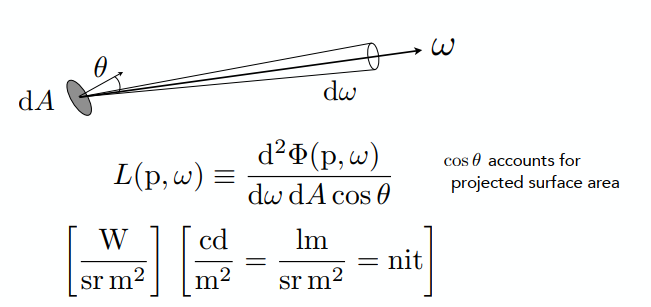 θ
ω
dA
dω
L(p, ω) ≡ d²Φ(p, ω) / dω dA cos θ
cos θ accounts for
projected surface area
[W / sr m²] [cd / m² = lm / sr m² = nit]